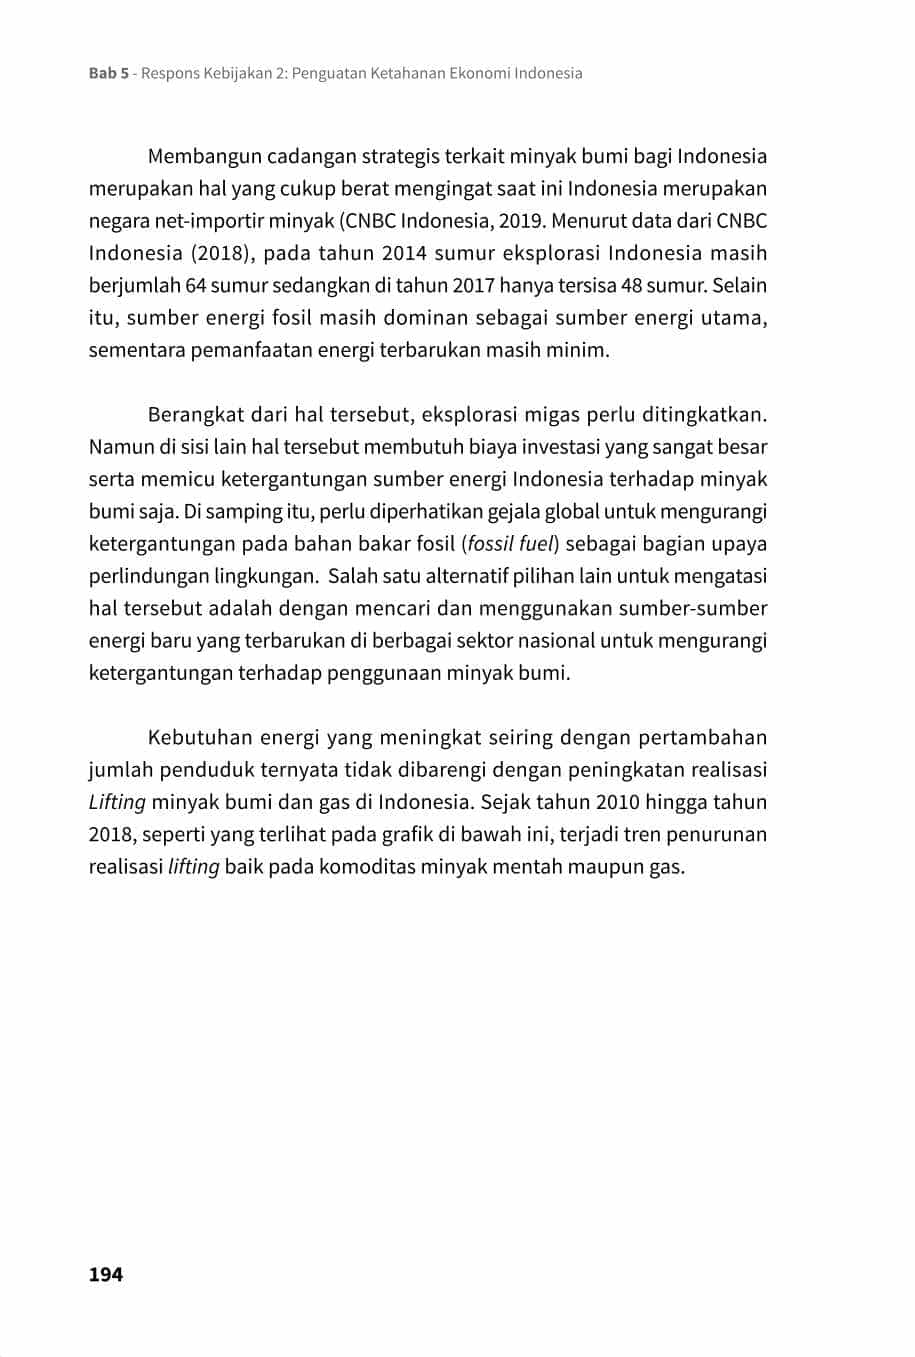 Bab 5 - Respons Kebijakan 2: Penguatan Ketahanan Ekonomi Indonesia
Membangun cadangan strategis terkait minyak bumi bagi Indonesia
merupakan hal yang cukup berat mengingat saat ini Indonesia merupakan
negara net-importir minyak (CNBC Indonesia, 2019. Menurut data dari CNBC
Indonesia (2018), pada tahun 2014 sumur eksplorasi Indonesia masih
berjumlah 64 sumur sedangkan di tahun 2017 hanya tersisa 48 sumur. Selain
itu, sumber energi fosil masih dominan sebagai sumber energi utama,
sementara pemanfaatan energi terbarukan masih minim.
Berangkat dari hal tersebut, eksplorasi migas perlu ditingkatkan.
Namun di sisi lain hal tersebut membutuh biaya investasi yang sangat besar
serta memicu ketergantungan sumber energi Indonesia terhadap minyak
bumi saja. Di samping itu, perlu diperhatikan gejala global untuk mengurangi
ketergantungan pada bahan bakar fosil (fossil fuel) sebagai bagian upaya
perlindungan lingkungan.  Salah satu alternatif pilihan lain untuk mengatasi
hal tersebut adalah dengan mencari dan menggunakan sumber-sumber
energi baru yang terbarukan di berbagai sektor nasional untuk mengurangi
ketergantungan terhadap penggunaan minyak bumi.
Kebutuhan energi yang meningkat seiring dengan pertambahan
jumlah penduduk ternyata tidak dibarengi dengan peningkatan realisasi
Lifting minyak bumi dan gas di Indonesia. Sejak tahun 2010 hingga tahun
2018, seperti yang terlihat pada grafik di bawah ini, terjadi tren penurunan
realisasi lifting baik pada komoditas minyak mentah maupun gas.
194